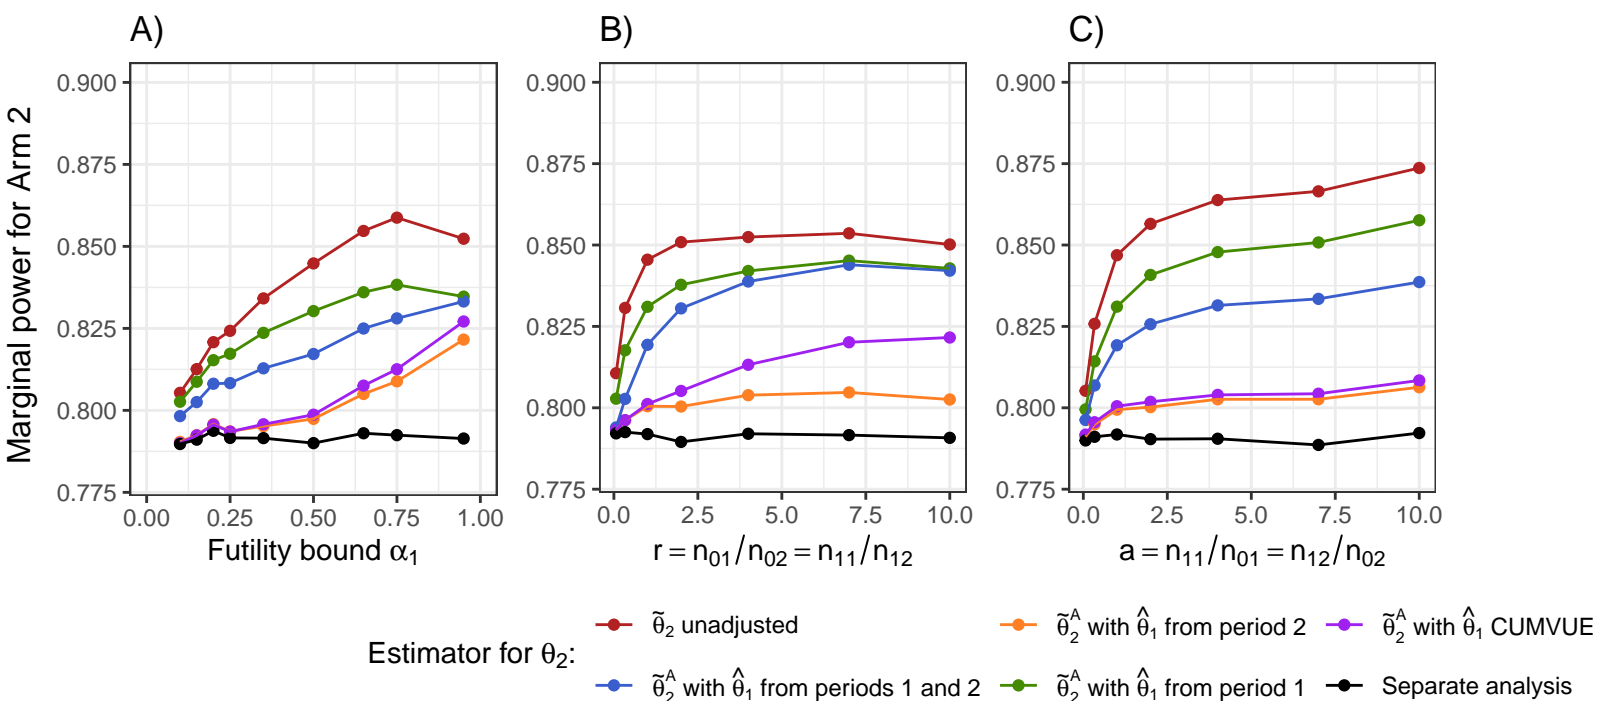 A)
B)
C)
Marginal power for Arm 2
0.900
0.875
0.850
0.825
0.800
0.775
0.00 0.25 0.50 0.75 1.00
Futility bound α₁
0.900
0.875
0.850
0.825
0.800
0.775
0.0 2.5 5.0 7.5 10.0
r = n₀₁/n₀₂ = n₁₁/n₁₂
0.900
0.875
0.850
0.825
0.800
0.775
0.0 2.5 5.0 7.5 10.0
a = n₁₁/n₀₁ = n₁₂/n₀₂
Estimator for θ₂:
θ̃₂ unadjusted
θ̃₂ᴬ with θ̂₁ from periods 1 and 2
θ̃₂ᴬ with θ̂₁ from period 2
θ̃₂ᴬ with θ̂₁ from period 1
θ̃₂ᴬ with θ̂₁ CUMVUE
Separate analysis